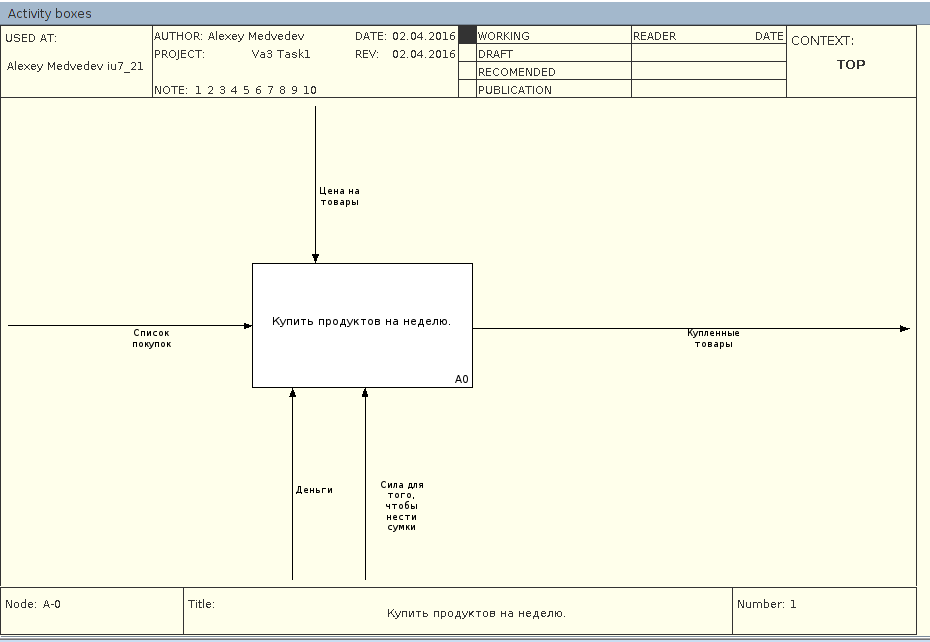 Activity boxes
USED AT:
Alexey Medvedev iu7_21
AUTHOR: Alexey Medvedev
DATE: 02.04.2016
PROJECT: Va3 Task1
REV: 02.04.2016
NOTE: 1 2 3 4 5 6 7 8 9 10
WORKING
DRAFT
RECOMENDED
PUBLICATION
READER DATE
CONTEXT:
TOP
Цена на
товары
Купить продуктов на неделю.
A0
Список
покупок
Купленные
товары
Деньги
Сила для
того,
чтобы
нести
сумки
Node: A-0
Title:
Купить продуктов на неделю.
Number: 1